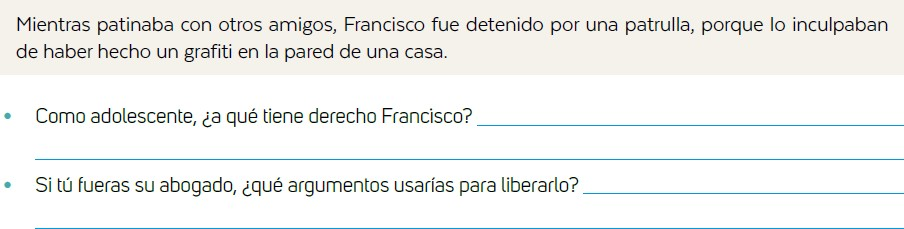 Mientras patinaba con otros amigos, Francisco fue detenido por una patrulla, porque lo inculpaban
de haber hecho un grafiti en la pared de una casa.
• Como adolescente, ¿a qué tiene derecho Francisco?
• Si tú fueras su abogado, ¿qué argumentos usarías para liberarlo?